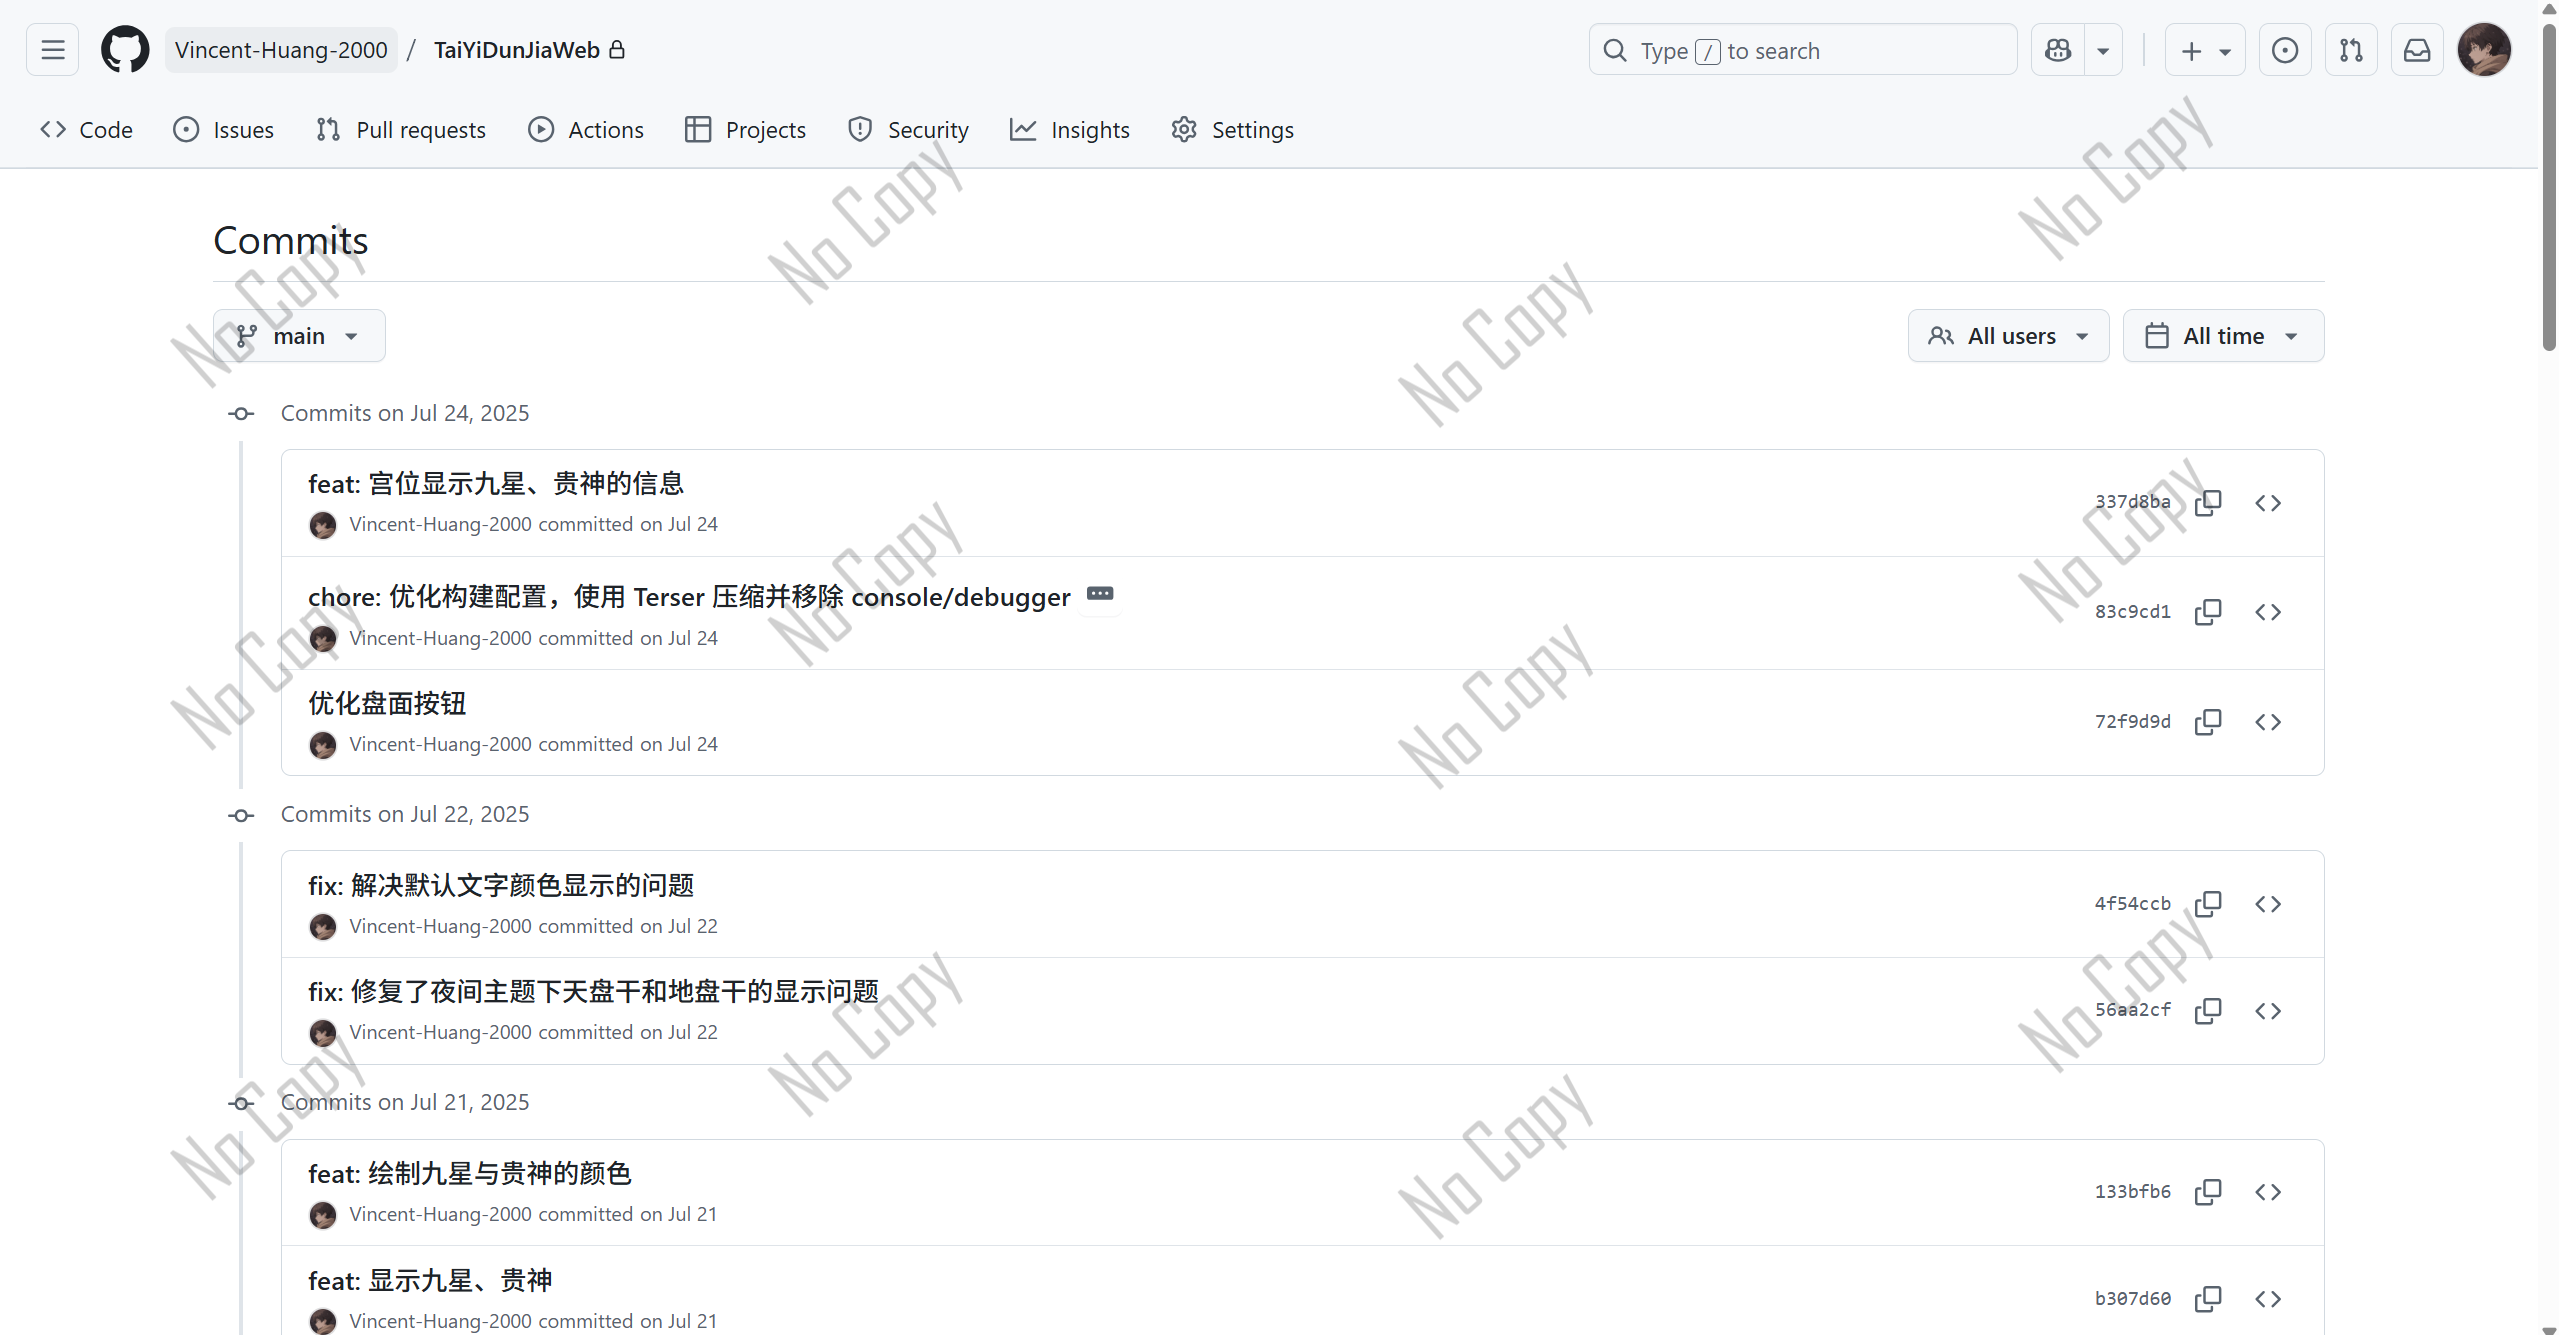 Vincent-Huang-2000 / TaiYiDunJiaWeb
Type / to search
Code Issues Pull requests Actions Projects Security Insights Settings
Commits
main All users All time
Commits on Jul 24, 2025
feat: 宫位显示九星、贵神的信息
Vincent-Huang-2000 committed on Jul 24
337d8ba
chore: 优化构建配置，使用 Terser 压缩并移除 console/debugger
Vincent-Huang-2000 committed on Jul 24
83c9cd1
优化盘面按钮
Vincent-Huang-2000 committed on Jul 24
72f9d9d
Commits on Jul 22, 2025
fix: 解决默认文字颜色显示的问题
Vincent-Huang-2000 committed on Jul 22
4f54ccb
fix: 修复了夜间主题下天盘干和地盘干的显示问题
Vincent-Huang-2000 committed on Jul 22
56aa2cf
Commits on Jul 21, 2025
feat: 绘制九星与贵神的颜色
Vincent-Huang-2000 committed on Jul 21
133bfb6
feat: 显示九星、贵神
Vincent-Huang-2000 committed on Jul 21
b307d60
No Copy
No Copy
No Copy
No Copy
No Copy
No Copy
No Copy
No Copy
No Copy
No Copy
No Copy
No Copy